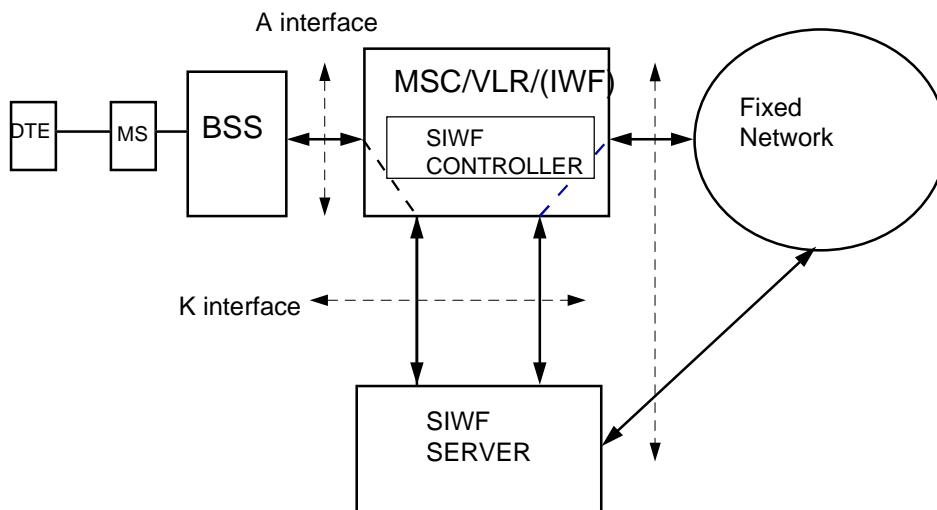 A interface
MSC/VLR/(IWF)
Fixed
Network
DTE
MS
BSS
SIWF
CONTROLLER
K interface
SIWF
SERVER